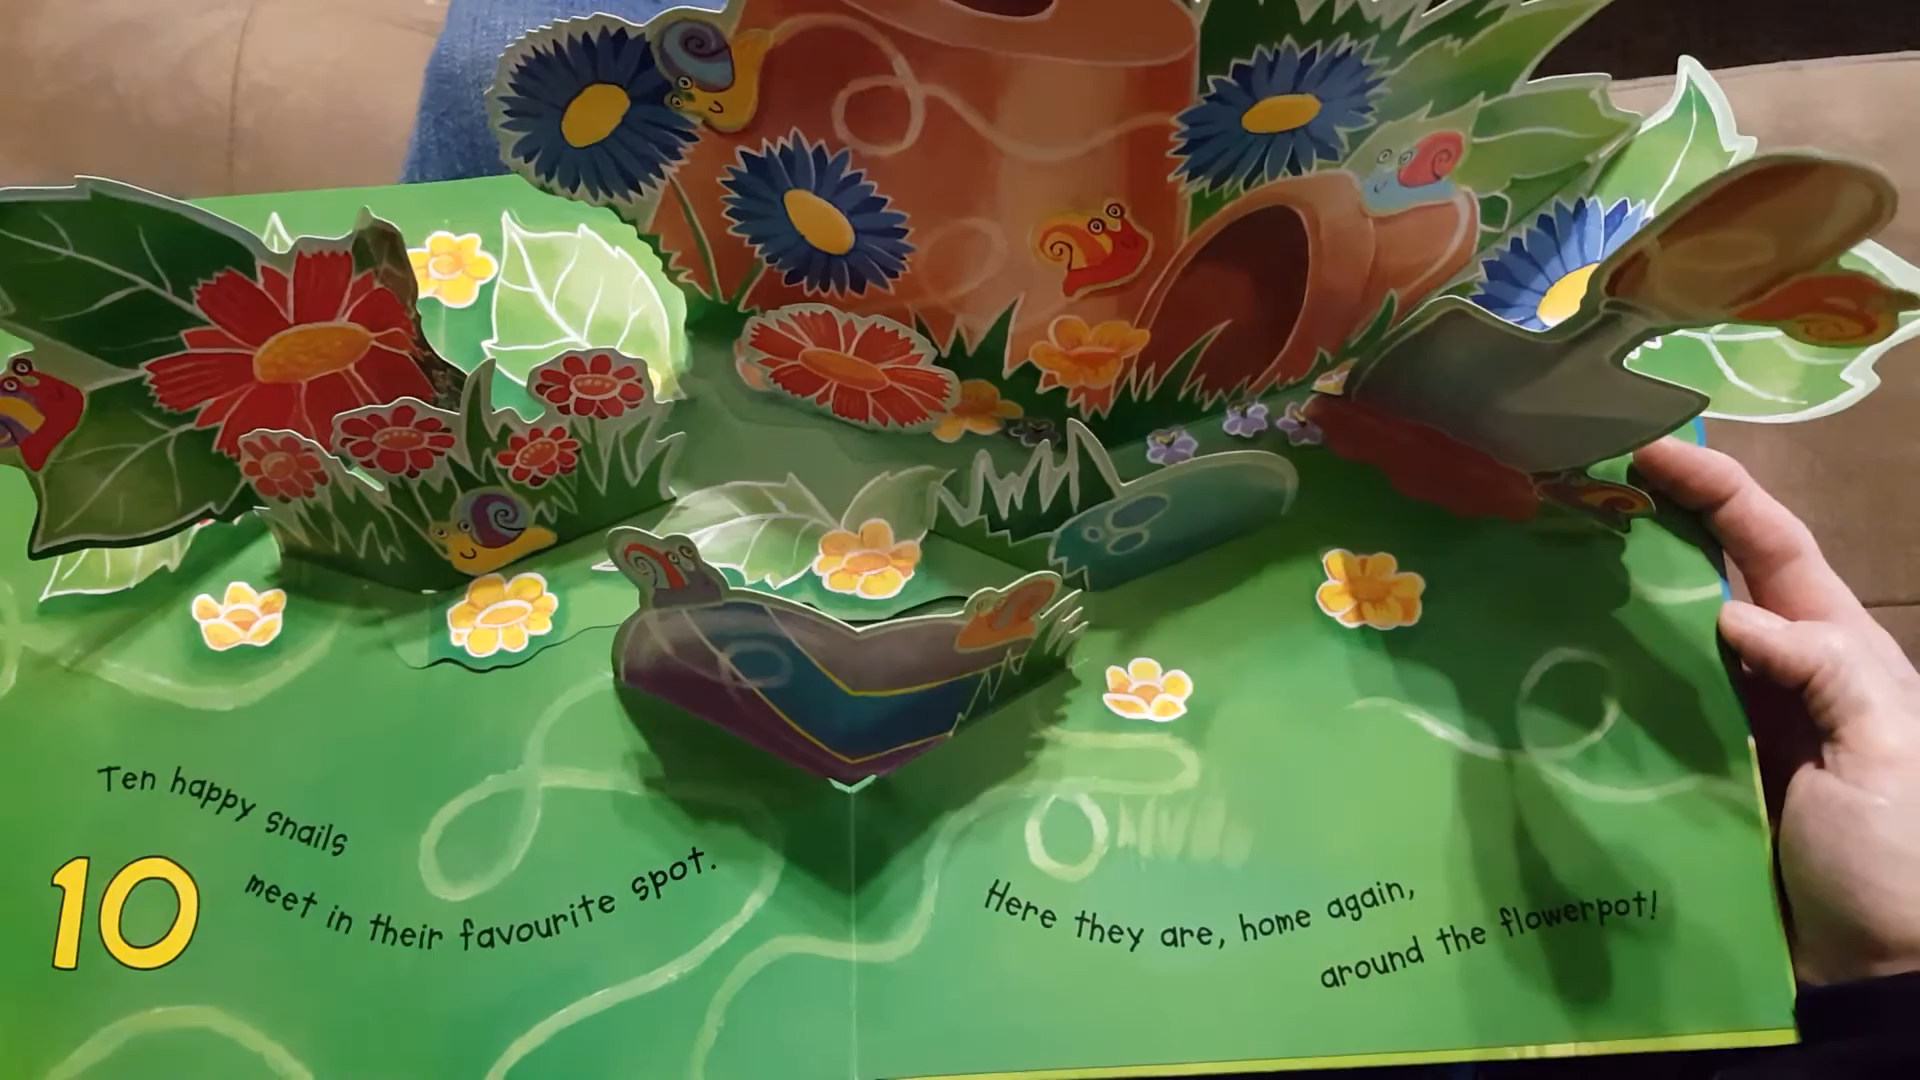 Ten happy snails
10
meet in their favourite spot.
Here they are, home again,
around the flowerpot!